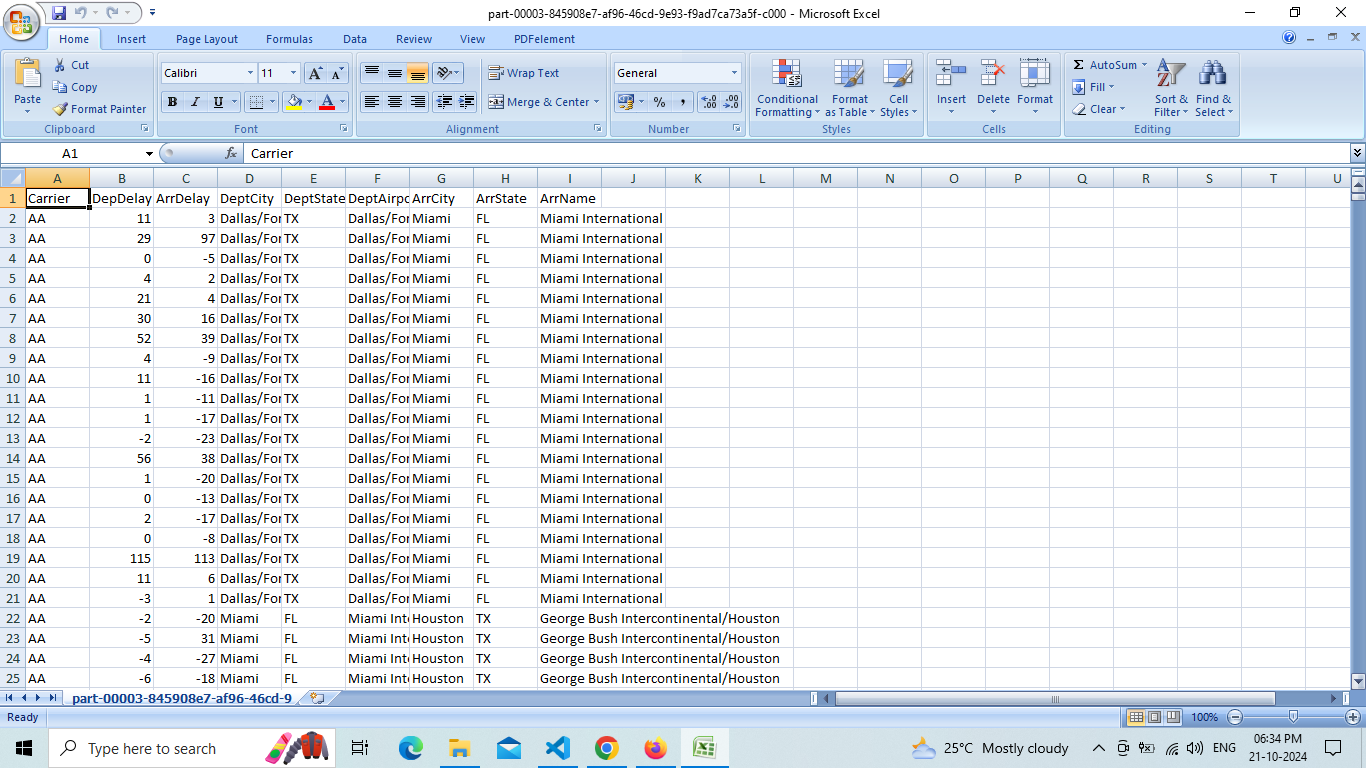 part-00003-845908e7-af96-46cd-9e93-f9ad7ca73a5f-c000 - Microsoft Excel
Home Insert Page Layout Formulas Data Review View PDFelement
Paste
Cut
Copy
Format Painter
Clipboard
Calibri 11
B I U
Font
Wrap Text
Merge & Center
Alignment
General
% ,
Number
Conditional Formatting
Format as Table
Cell Styles
Styles
Insert Delete Format
Cells
Σ AutoSum
Fill
Clear
Sort & Filter
Find & Select
Editing
A1 fx Carrier
A B C D E F G H I J K L M N O P Q R S T U
1 Carrier DepDelay ArrDelay DeptCity DeptState DeptAirpo ArrCity ArrState ArrName
2 AA 11 3 Dallas/For TX Dallas/For Miami FL Miami International
3 AA 29 97 Dallas/For TX Dallas/For Miami FL Miami International
4 AA 0 -5 Dallas/For TX Dallas/For Miami FL Miami International
5 AA 4 2 Dallas/For TX Dallas/For Miami FL Miami International
6 AA 21 4 Dallas/For TX Dallas/For Miami FL Miami International
7 AA 30 16 Dallas/For TX Dallas/For Miami FL Miami International
8 AA 52 39 Dallas/For TX Dallas/For Miami FL Miami International
9 AA 4 -9 Dallas/For TX Dallas/For Miami FL Miami International
10 AA 11 -16 Dallas/For TX Dallas/For Miami FL Miami International
11 AA 1 -11 Dallas/For TX Dallas/For Miami FL Miami International
12 AA 1 -17 Dallas/For TX Dallas/For Miami FL Miami International
13 AA -2 -23 Dallas/For TX Dallas/For Miami FL Miami International
14 AA 56 38 Dallas/For TX Dallas/For Miami FL Miami International
15 AA 1 -20 Dallas/For TX Dallas/For Miami FL Miami International
16 AA 0 -13 Dallas/For TX Dallas/For Miami FL Miami International
17 AA 2 -17 Dallas/For TX Dallas/For Miami FL Miami International
18 AA 0 -8 Dallas/For TX Dallas/For Miami FL Miami International
19 AA 115 113 Dallas/For TX Dallas/For Miami FL Miami International
20 AA 11 6 Dallas/For TX Dallas/For Miami FL Miami International
21 AA -3 1 Dallas/For TX Dallas/For Miami FL Miami International
22 AA -2 -20 Miami FL Miami Inte Houston TX George Bush Intercontinental/Houston
23 AA -5 31 Miami FL Miami Inte Houston TX George Bush Intercontinental/Houston
24 AA -4 -27 Miami FL Miami Inte Houston TX George Bush Intercontinental/Houston
25 AA -6 -18 Miami FL Miami Inte Houston TX George Bush Intercontinental/Houston
part-00003-845908e7-af96-46cd-9
Ready 100%
Type here to search
25°C Mostly cloudy
ENG
06:34 PM
21-10-2024